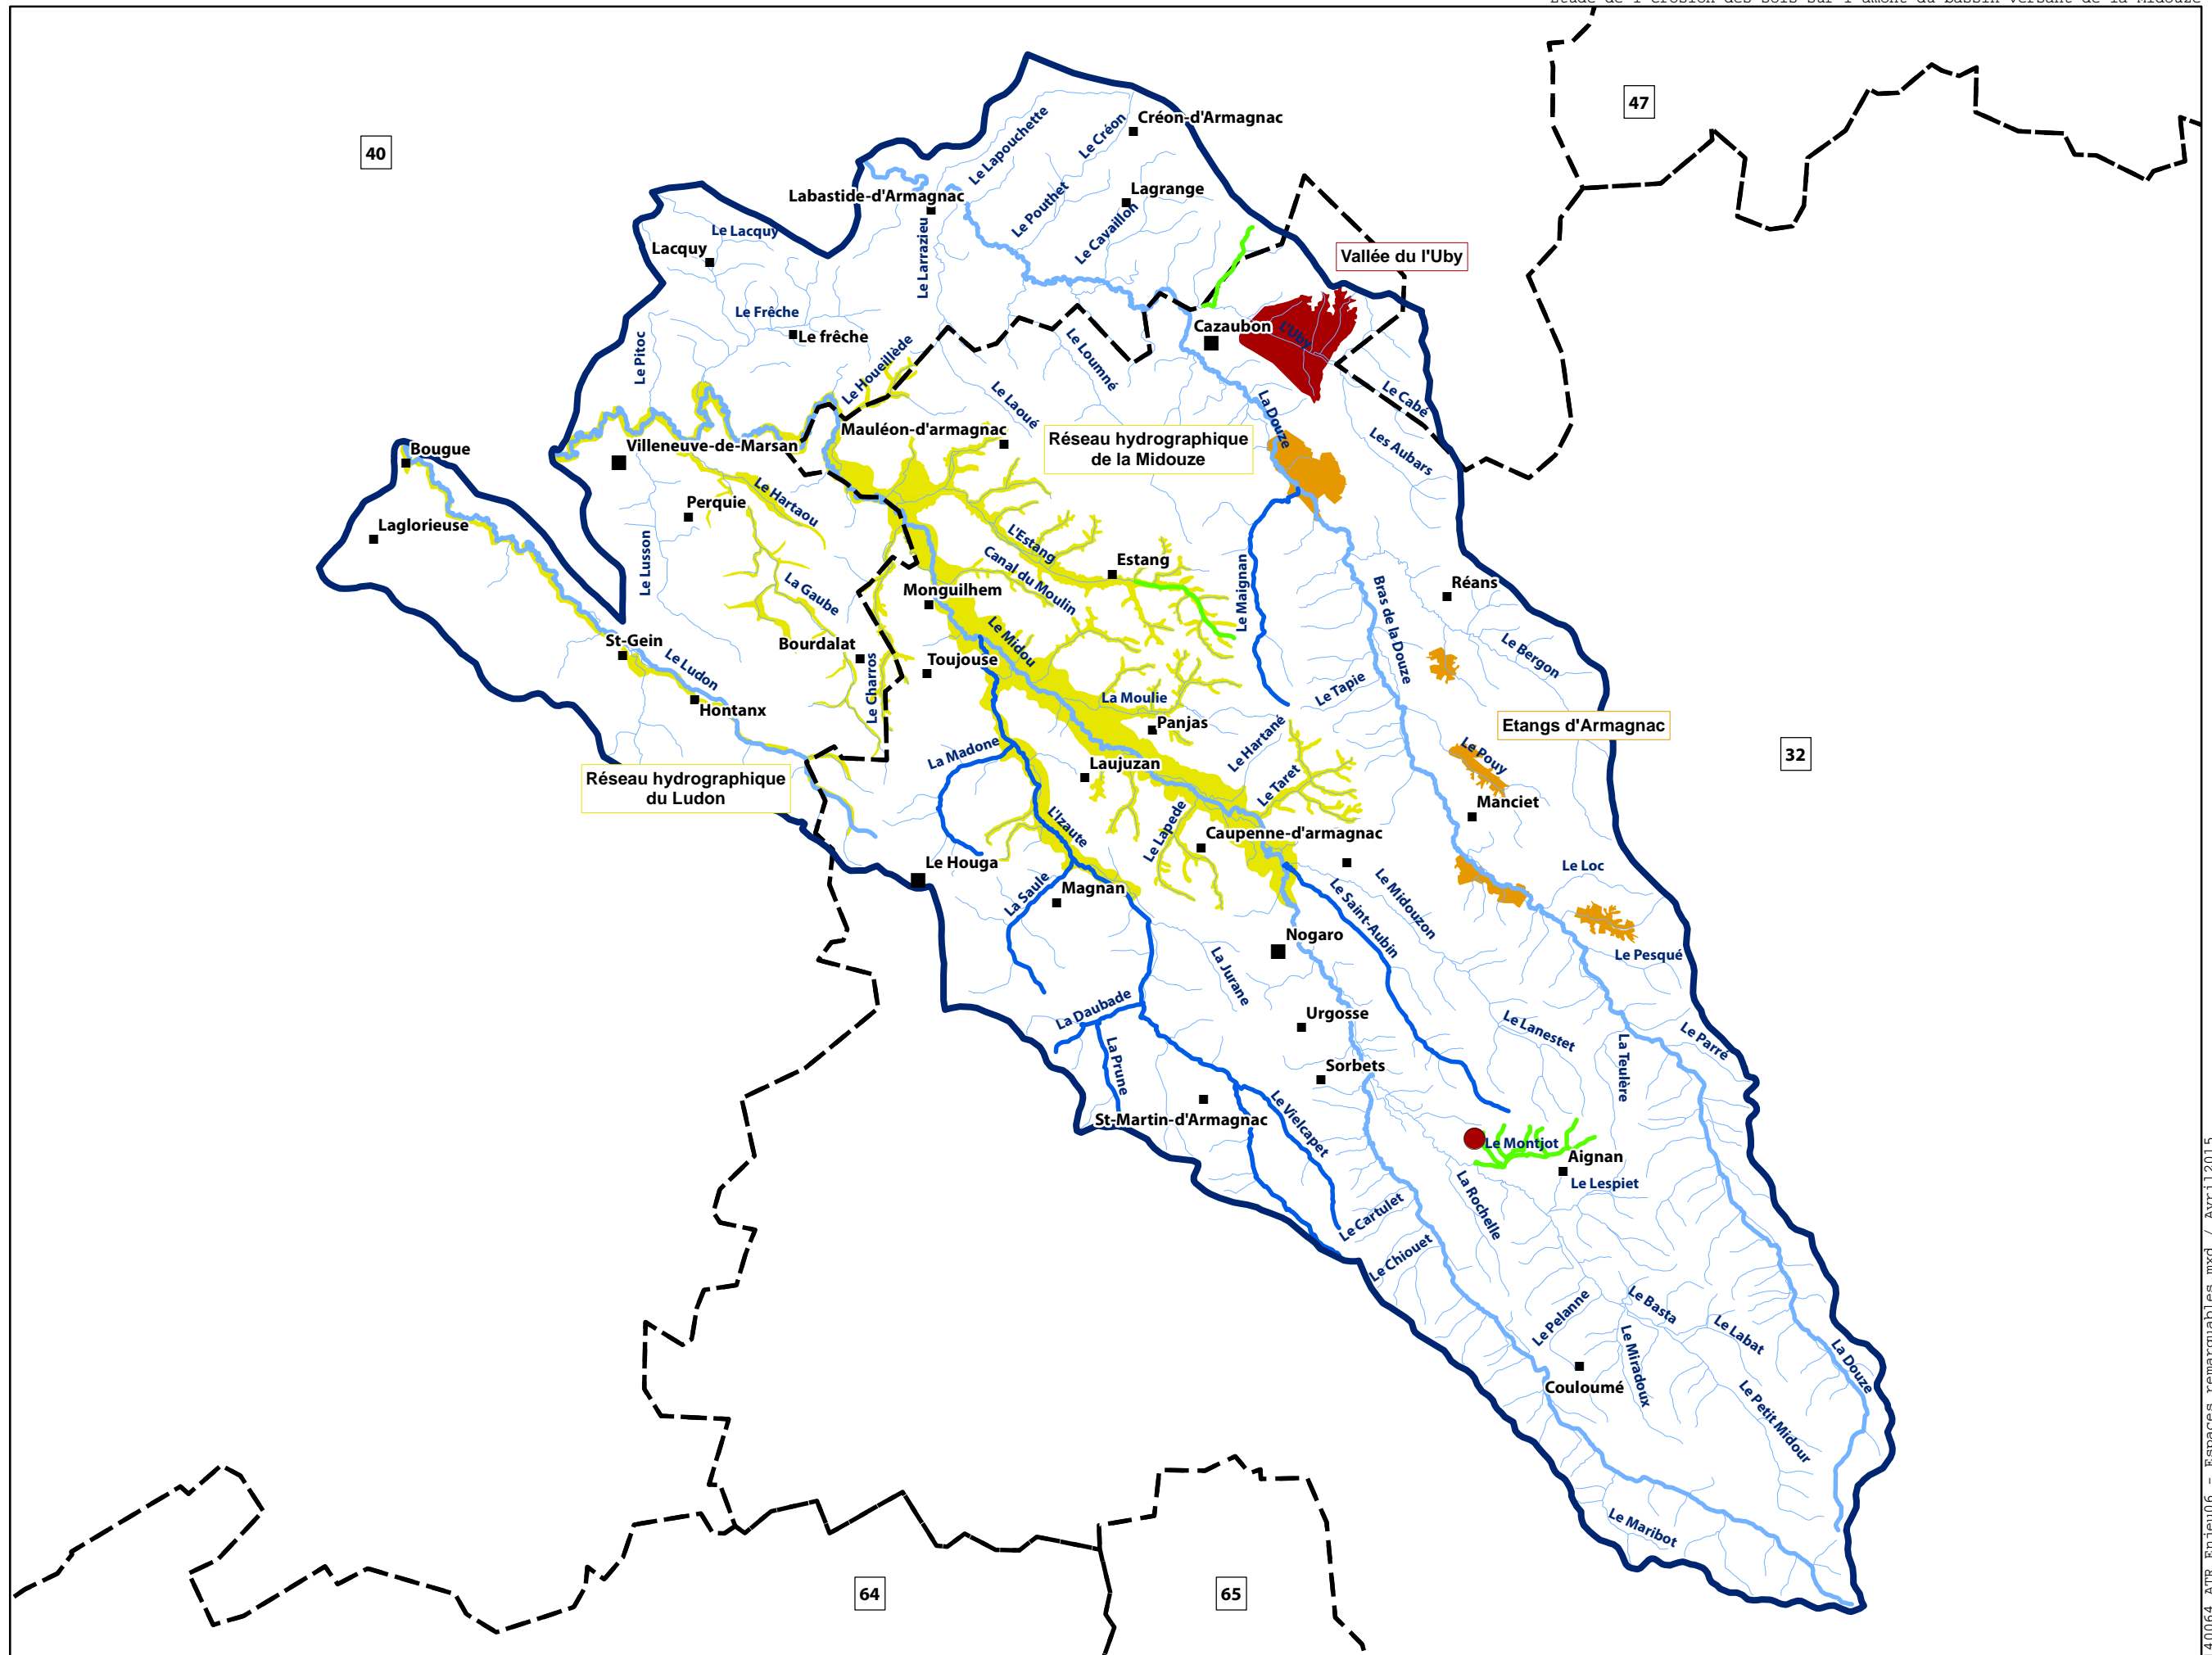 Etude de l'érosion des sols sur l'amont du bassin versant de la Midouze
47
40
Créon-d'Armagnac
Le Lapouchette
Le Créon
Labastide-d'Armagnac
Lagrange
Le Pouthet
Le Cavaillon
Le Lacquy
Lacquy
Le Larrazieu
Vallée du l'Uby
Le Frêche
Le frêche
Cazaubon
L'Uby
Le Pitoc
Le Houeillède
Le Loumné
Le Laoué
Le Cabé
La Douze
Mauléon-d'armagnac
Réseau hydrographique
de la Midouze
Les Aubars
Bougue
Villeneuve-de-Marsan
Perquie
Le Hartaou
Laglorieuse
L'Estang
Canal du Moulin
Estang
Le Lusson
La Gaube
Monguilhem
Le Maignan
Bras de la Douze
Réans
St-Gein
Le Ludon
Bourdalat
Le Charros
Toujouse
Le Midou
Le Bergon
Hontanx
La Moulie
Panjas
Le Tapie
Le Hartané
Etangs d'Armagnac
32
La Madone
Laujuzan
Le Taret
Le Pouy
Manciet
Réseau hydrographique
du Ludon
L'Izaute
Le Lapede
Caupenne-d'armagnac
Le Houga
La Saule
Magnan
Le Saint-Aubin
Le Midouzon
Le Loc
Nogaro
La Jurane
Le Pesqué
La Daubade
La Prune
Urgosse
Le Lanestet
La Teulère
Le Parré
Sorbets
St-Martin-d'Armagnac
Le Vielcapet
Le Montjot
Aignan
Le Lespiet
La Rochelle
Le Cartulet
Le Chiouet
Le Pelanne
Le Basta
Le Labat
Le Miradoux
La Douze
Couloumé
Le Petit Midour
Le Maribot
64
65
40064_ATR_Enjeu06 - Espaces remarquables.mxd / Avril2015